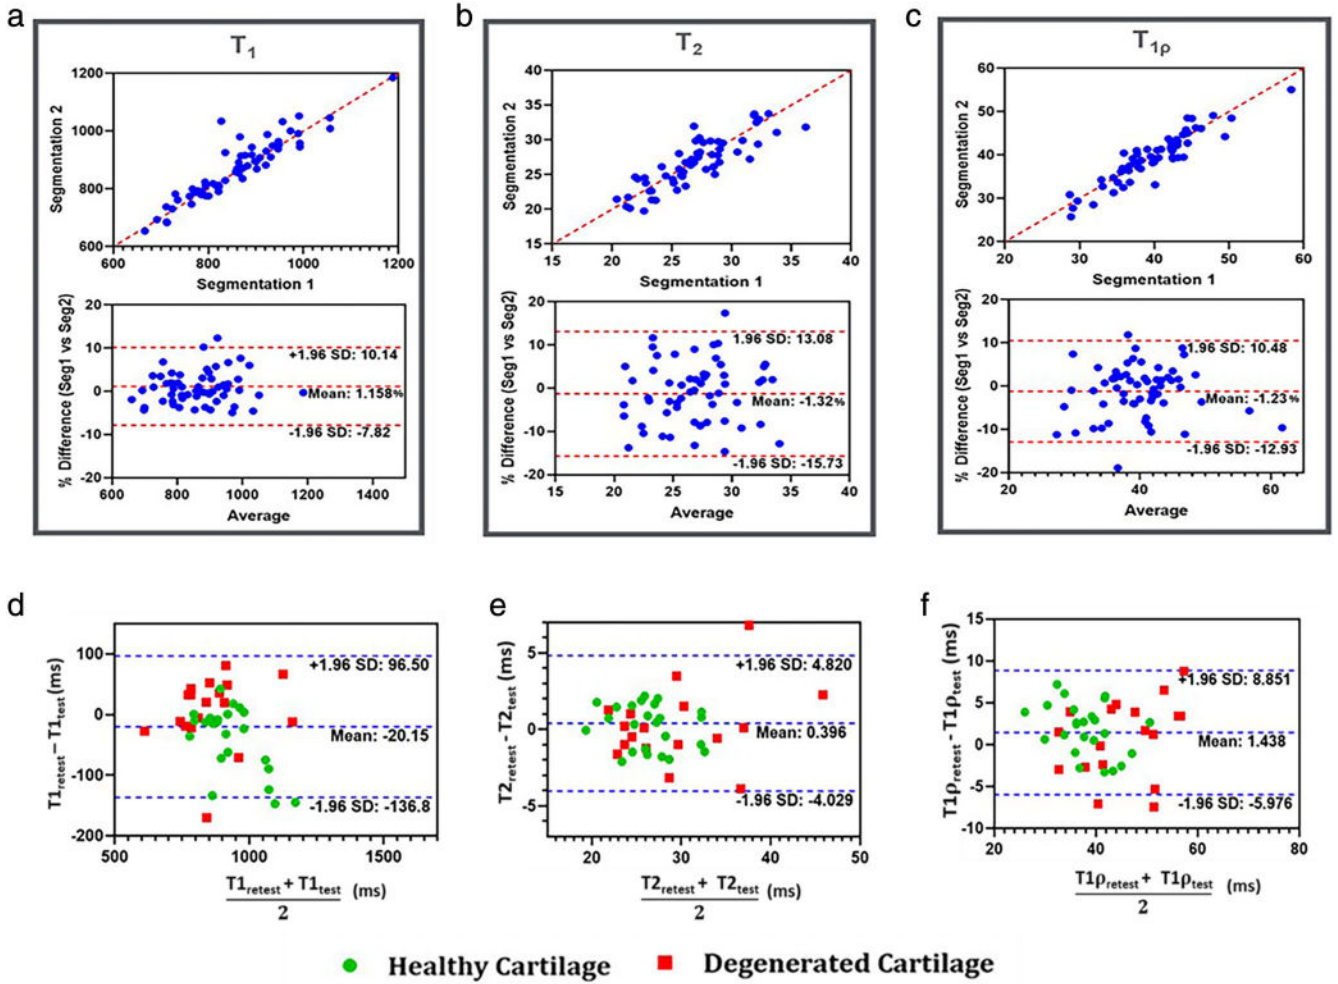 a
T1
1200
1000
800
600
Segmentation 2
600 800 1000 1200
Segmentation 1
20
10
0
-10
-20
% Difference (Seg1 vs Seg2)
+1.96 SD: 10.14
Mean: 1.158%
-1.96 SD: -7.82
600 800 1000 1200 1400
Average
b
T2
40
35
30
25
20
15
Segmentation 2
15 20 25 30 35 40
Segmentation 1
20
10
0
-10
-20
% Difference (Seg1 vs Seg2)
1.96 SD: 13.08
Mean: -1.32%
-1.96 SD: -15.73
15 20 25 30 35 40
Average
c
T1ρ
60
50
40
30
20
Segmentation 2
20 30 40 50 60
Segmentation 1
20
10
0
-10
-20
% Difference (Seg1 vs Seg2)
1.96 SD: 10.48
Mean: -1.23%
-1.96 SD: -12.93
20 40 60
Average
d
100
0
-100
-200
T1retest – T1test (ms)
+1.96 SD: 96.50
Mean: -20.15
-1.96 SD: -136.8
500 1000 1500
T1retest + T1test (ms)
2
e
5
0
-5
T2retest - T2test (ms)
+1.96 SD: 4.820
Mean: 0.396
-1.96 SD: -4.029
20 30 40 50
T2retest + T2test (ms)
2
f
15
10
5
0
-5
-10
T1ρretest - T1ρtest (ms)
+1.96 SD: 8.851
Mean: 1.438
-1.96 SD: -5.976
20 40 60 80
T1ρretest + T1ρtest (ms)
2
Healthy Cartilage
Degenerated Cartilage